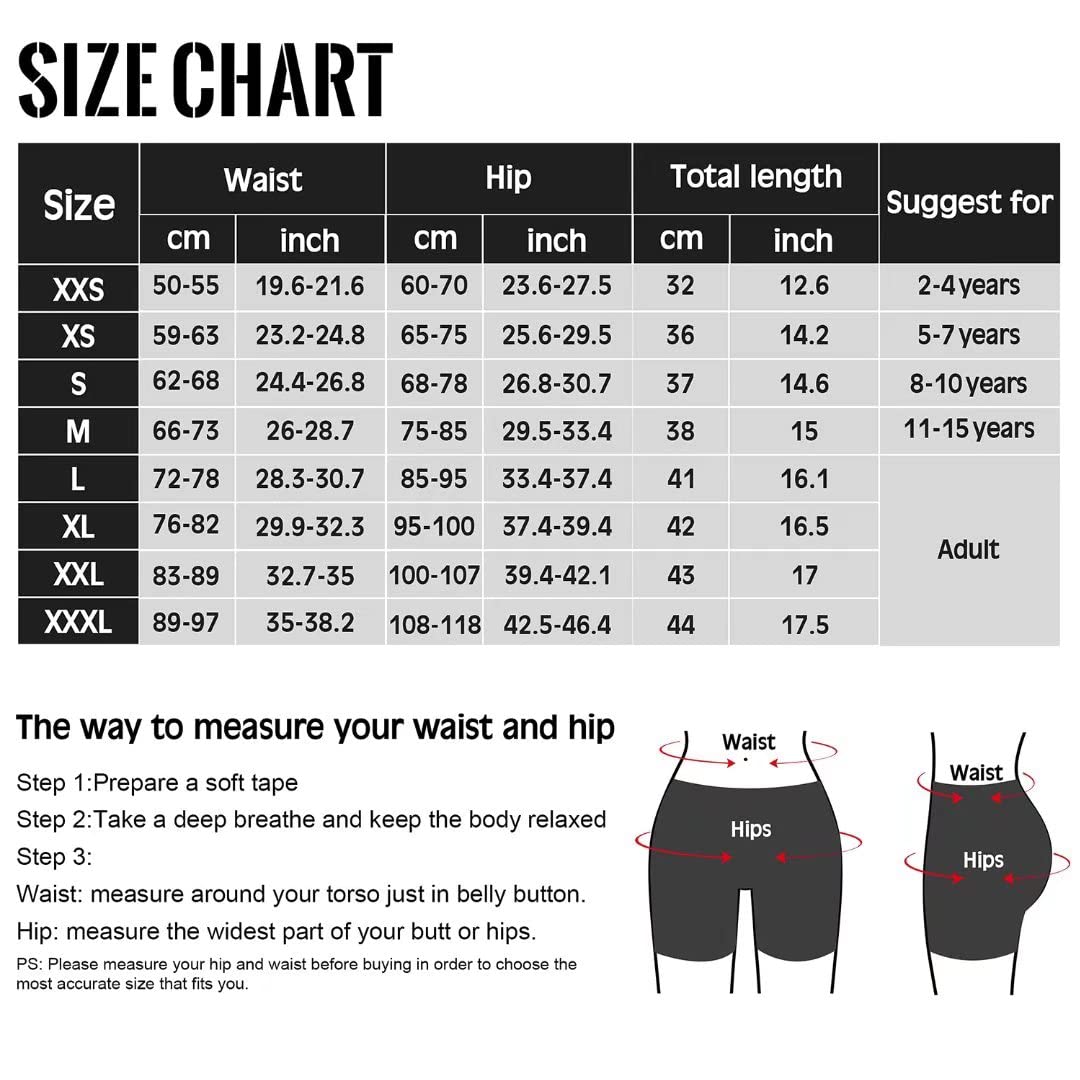 SIZE CHART
Size Waist Hip Total length Suggest for
cm inch cm inch cm inch
XXS 50-55 19.6-21.6 60-70 23.6-27.5 32 12.6 2-4 years
XS 59-63 23.2-24.8 65-75 25.6-29.5 36 14.2 5-7 years
S 62-68 24.4-26.8 68-78 26.8-30.7 37 14.6 8-10 years
M 66-73 26-28.7 75-85 29.5-33.4 38 15 11-15 years
L 72-78 28.3-30.7 85-95 33.4-37.4 41 16.1
XL 76-82 29.9-32.3 95-100 37.4-39.4 42 16.5
Adult
XXL 83-89 32.7-35 100-107 39.4-42.1 43 17
XXXL 89-97 35-38.2 108-118 42.5-46.4 44 17.5
The way to measure your waist and hip
Step 1:Prepare a soft tape
Step 2:Take a deep breathe and keep the body relaxed
Step 3:
Waist: measure around your torso just in belly button.
Hip: measure the widest part of your butt or hips.
PS: Please measure your hip and waist before buying in order to choose the
most accurate size that fits you.
Waist
Hips
Waist
Hips